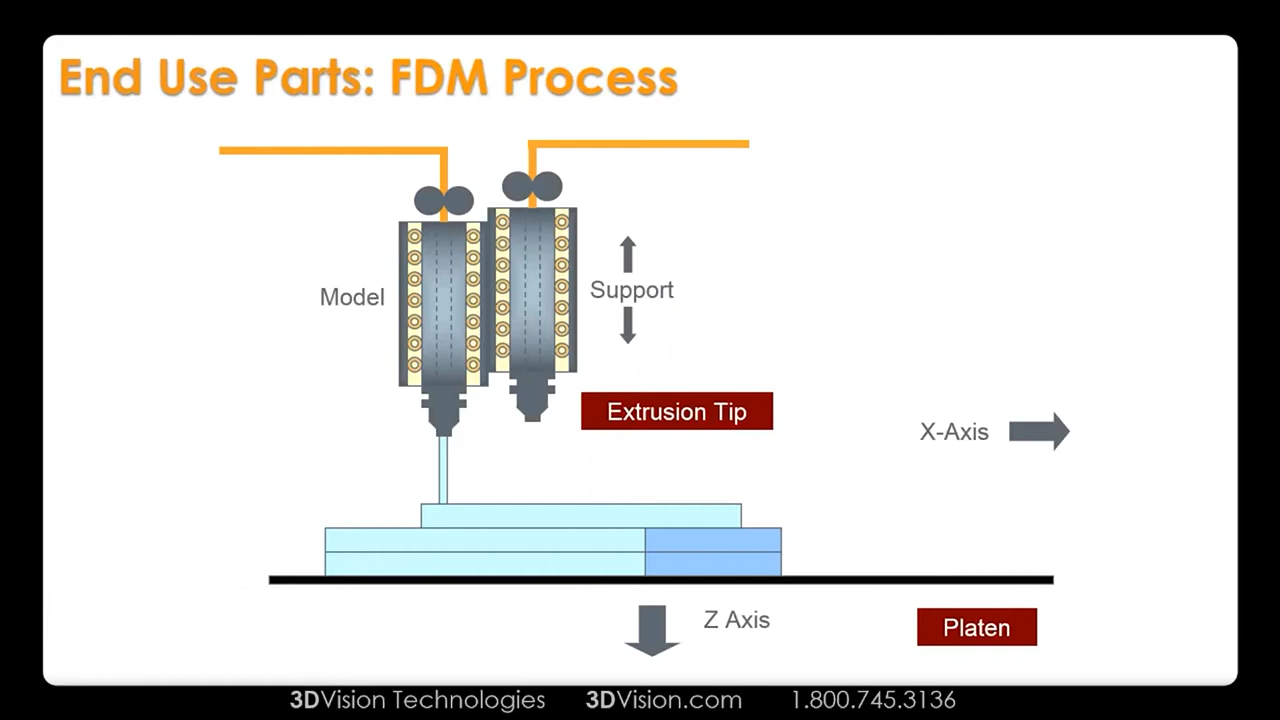 End Use Parts: FDM Process
Model
Support
Extrusion Tip
X-Axis
Z Axis
Platen
3DVision Technologies 3DVision.com 1.800.745.3136